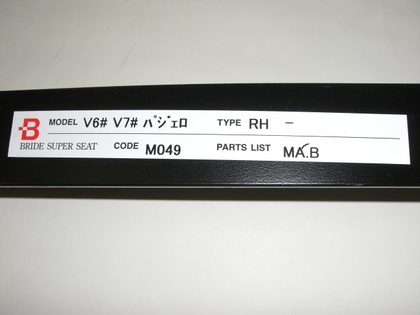 B MODEL V6# V7# パジェロ TYPE RH –
BRIDE SUPER SEAT CODE M049 PARTS LIST MA.B